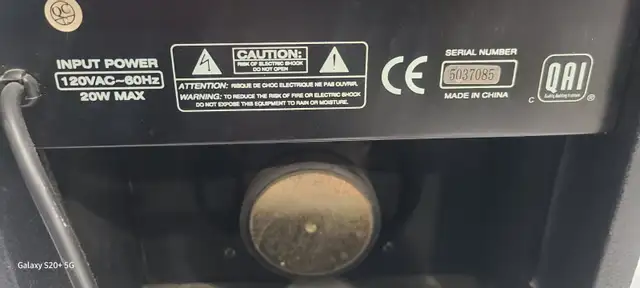 QC
INPUT POWER
120VAC~60Hz
20W MAX
CAUTION:
RISK OF ELECTRIC SHOCK
DO NOT OPEN
ATTENTION: RISQUE DE CHOC ELECTRIQUE NE PAS OUVRIR.
WARNING: TO REDUCE THE RISK OF FIRE OR ELECTRIC SHOCK
DO NOT EXPOSE THIS EQUIPMENT TO RAIN OR MOISTURE.
CE
SERIAL NUMBER
5037085
MADE IN CHINA
C
QAI
®
Galaxy S20+ 5G